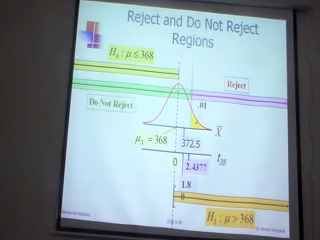 Reject and Do Not Reject
Regions
H₀ : μ ≤ 368
Reject
Do Not Reject
.01
μ_X̄ = 368
X̄
372.5
0
t₃₅
2.4377
1.8
0
H₁ : μ > 368